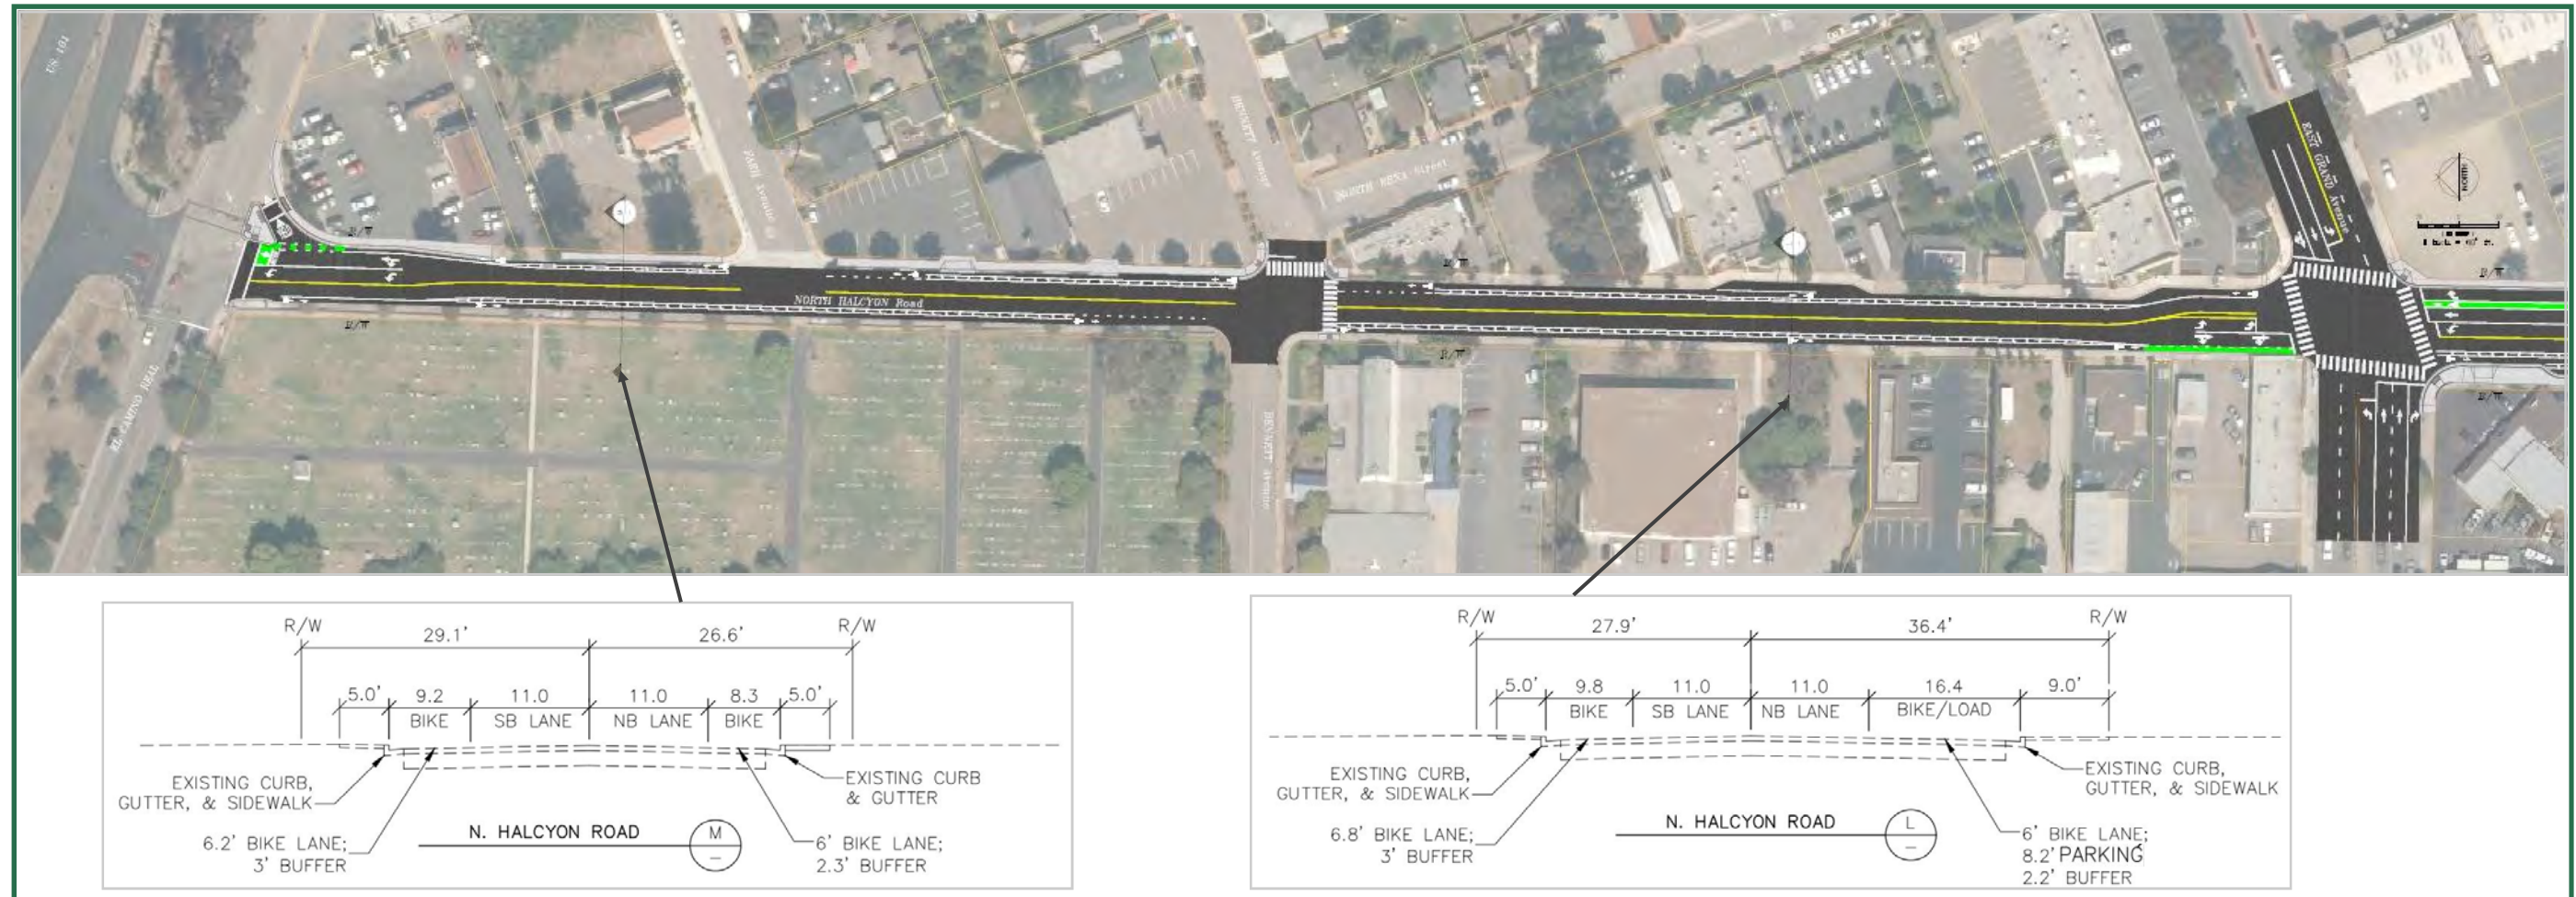 US 101
EL CAMINO REAL
R/W
R/W
NORTH HALCYON Road
BENNETT Avenue
BENNETT Avenue
NORTH RENA Street
R/W
R/W
EAST GRAND Avenue
NORTH
R/W
R/W
R/W
29.1'
26.6'
R/W
5.0'
9.2
11.0
11.0
8.3
5.0'
BIKE
SB LANE
NB LANE
BIKE
EXISTING CURB,
GUTTER, & SIDEWALK
EXISTING CURB
& GUTTER
6.2' BIKE LANE;
3' BUFFER
N. HALCYON ROAD
M
–
6' BIKE LANE;
2.3' BUFFER
R/W
27.9'
36.4'
R/W
5.0'
9.8
11.0
11.0
16.4
9.0'
BIKE
SB LANE
NB LANE
BIKE/LOAD
EXISTING CURB,
GUTTER, & SIDEWALK
EXISTING CURB,
GUTTER, & SIDEWALK
6.8' BIKE LANE;
3' BUFFER
N. HALCYON ROAD
L
–
6' BIKE LANE;
8.2' PARKING
2.2' BUFFER